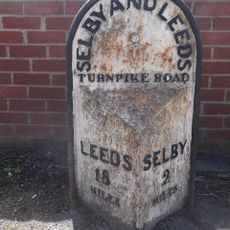 SELBY AND LEEDS
TURNPIKE ROAD
LEEDS SELBY
18 2
MILES MILES